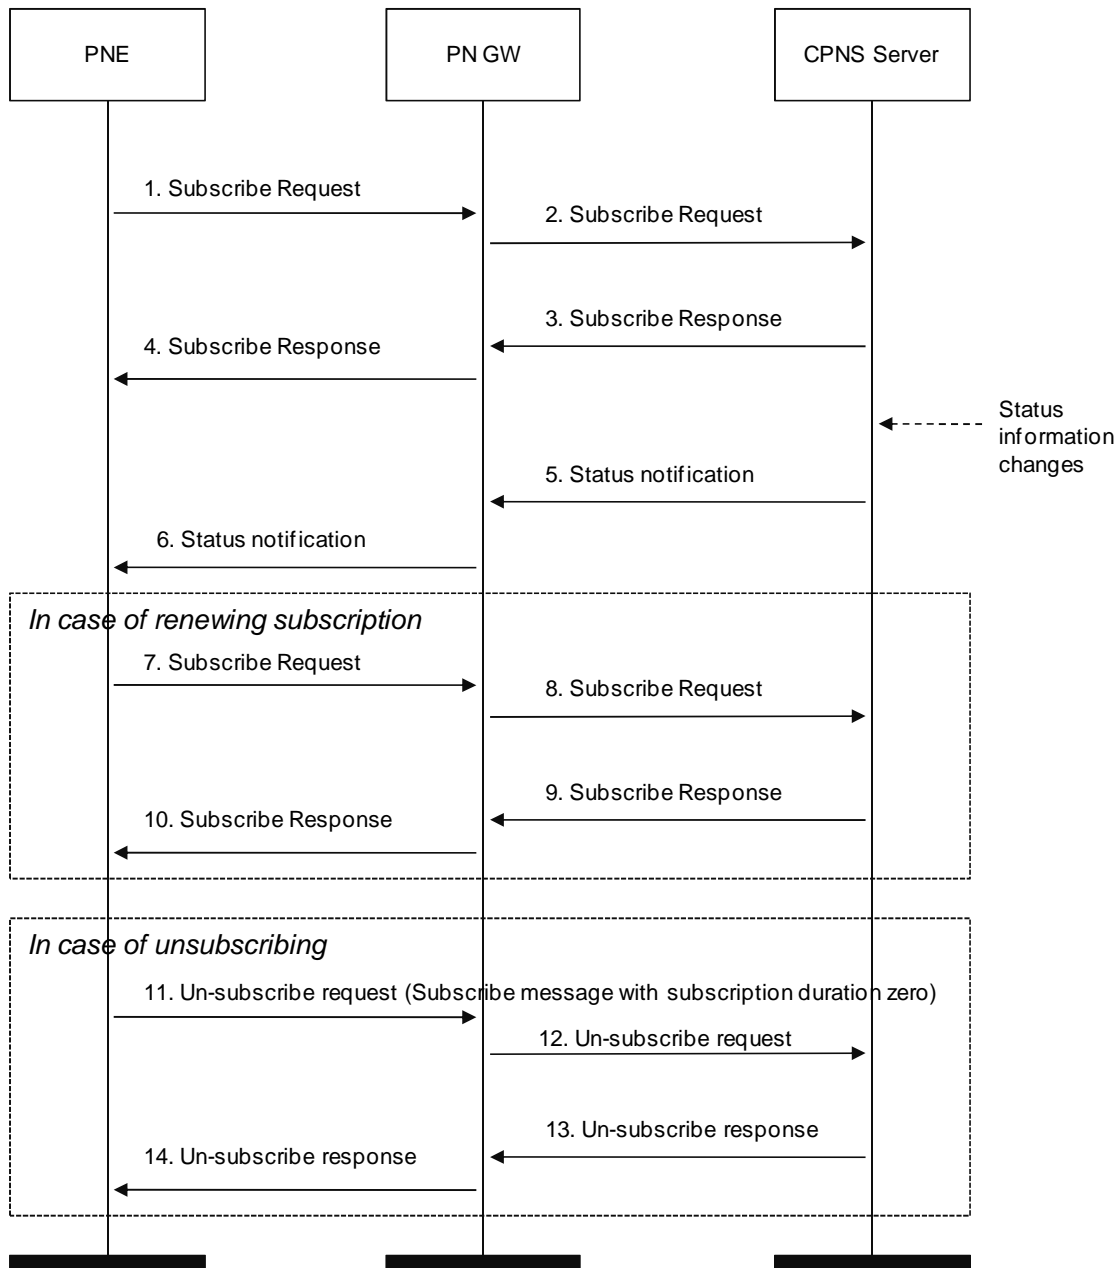 PNE
PN GW
CPNS Server
1. Subscribe Request
2. Subscribe Request
3. Subscribe Response
4. Subscribe Response
Status
information
changes
5. Status notification
6. Status notification
In case of renewing subscription
7. Subscribe Request
8. Subscribe Request
9. Subscribe Response
10. Subscribe Response
In case of unsubscribing
11. Un-subscribe request (Subscribe message with subscription duration zero)
12. Un-subscribe request
13. Un-subscribe response
14. Un-subscribe response